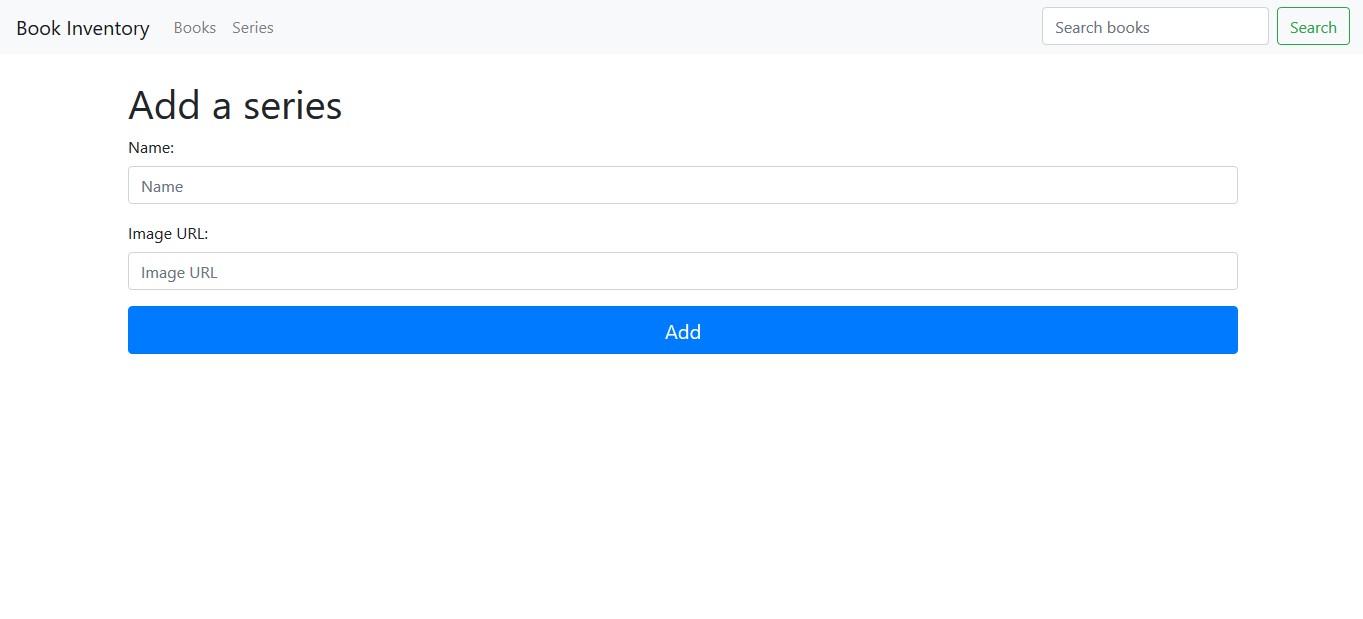 Book Inventory Books Series Search books Search
Add a series
Name:
Name
Image URL:
Image URL
Add